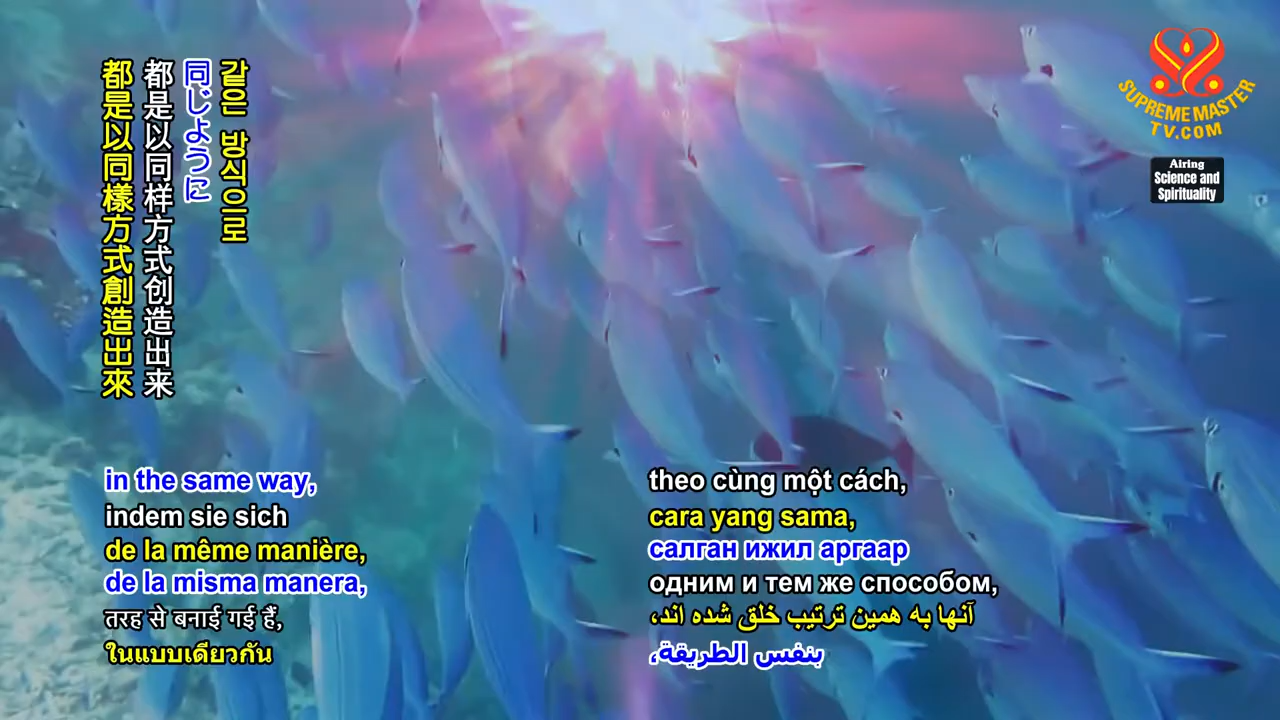 都是以同樣方式創造出來
都是以同样方式创造出来
同じように
같은 방식으로
SUPREME MASTER
TV.COM
Airing
Science and
Spirituality
in the same way,
indem sie sich
de la même manière,
de la misma manera,
तरह से बनाई गई हैं,
ในแบบเดียวกัน
theo cùng một cách,
cara yang sama,
салган ижил аргаар
одним и тем же способом,
آنها به همین ترتیب خلق شده اند،
بنفس الطريقة،